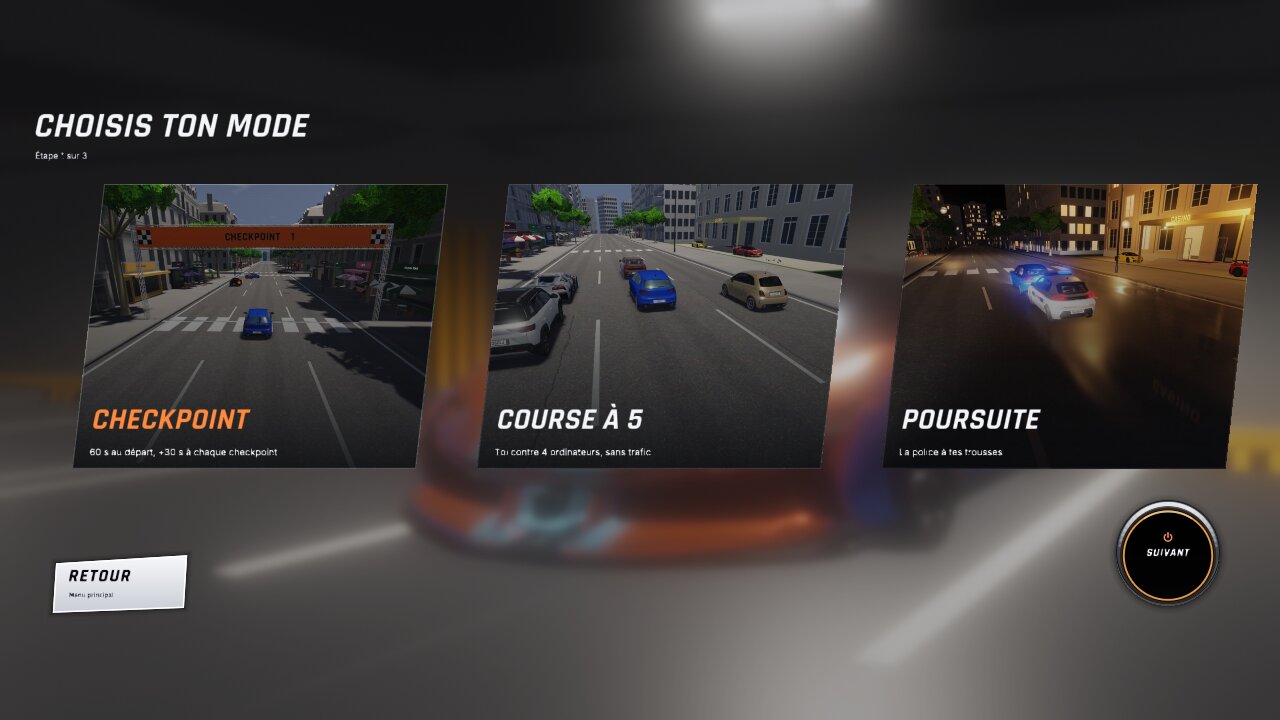 CHOISIS TON MODE
Étape * sur 3
CHECKPOINT 1
CASINO
CHECKPOINT
60 s au départ, +30 s à chaque checkpoint
COURSE À 5
Toi contre 4 ordinateurs, sans trafic
POURSUITE
La police à tes trousses
RETOUR
Menu principal
SUIVANT